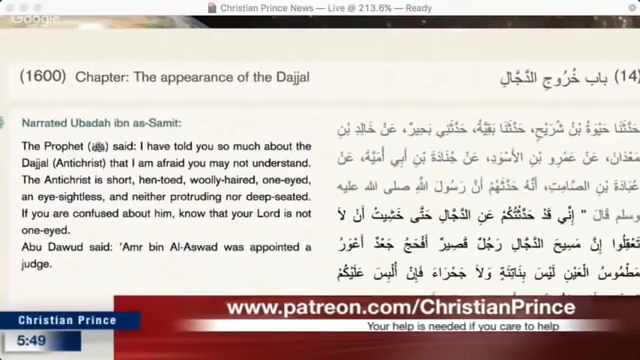 Christian Prince News — Live @ 213.6% — Ready
Google
(1600) Chapter: The appearance of the Dajjal
(14) باب خُرُوجِ الدَّجَّالِ
Narrated Ubadah ibn as-Samit:
The Prophet (ﷺ) said: I have told you so much about the
Dajjal (Antichrist) that I am afraid you may not understand.
The Antichrist is short, hen-toed, woolly-haired, one-eyed,
an eye-sightless, and neither protruding nor deep-seated.
If you are confused about him, know that your Lord is not
one-eyed.
Abu Dawud said: 'Amr bin Al-Aswad was appointed a
judge.
حَدَّثَنَا حَيْوَةُ بْنُ شُرَيْحٍ، حَدَّثَنَا بَقِيَّةُ، حَدَّثَنِي بَحِيرٌ، عَنْ خَالِدِ بْنِ
مَعْدَانَ، عَنْ عَمْرِو بْنِ الأَسْوَدِ، عَنْ جُنَادَةَ بْنِ أَبِي أُمَيَّةَ، عَنْ
عُبَادَةَ بْنِ الصَّامِتِ، أَنَّهُ حَدَّثَهُمْ أَنَّ رَسُولَ اللَّهِ صلى الله عليه
وسلم قَالَ ‏"‏ إِنِّي قَدْ حَدَّثْتُكُمْ عَنِ الدَّجَّالِ حَتَّى خَشِيتُ أَنْ لاَ
تَعْقِلُوا إِنَّ مَسِيحَ الدَّجَّالِ رَجُلٌ قَصِيرٌ أَفْحَجُ جَعْدٌ أَعْوَرُ
مَطْمُوسُ الْعَيْنِ لَيْسَ بِنَاتِئَةٍ وَلاَ جَحْرَاءَ فَإِنْ أُلْبِسَ عَلَيْكُمْ
www.patreon.com/ChristianPrince
Your help is needed if you care to help
Christian Prince
5:49